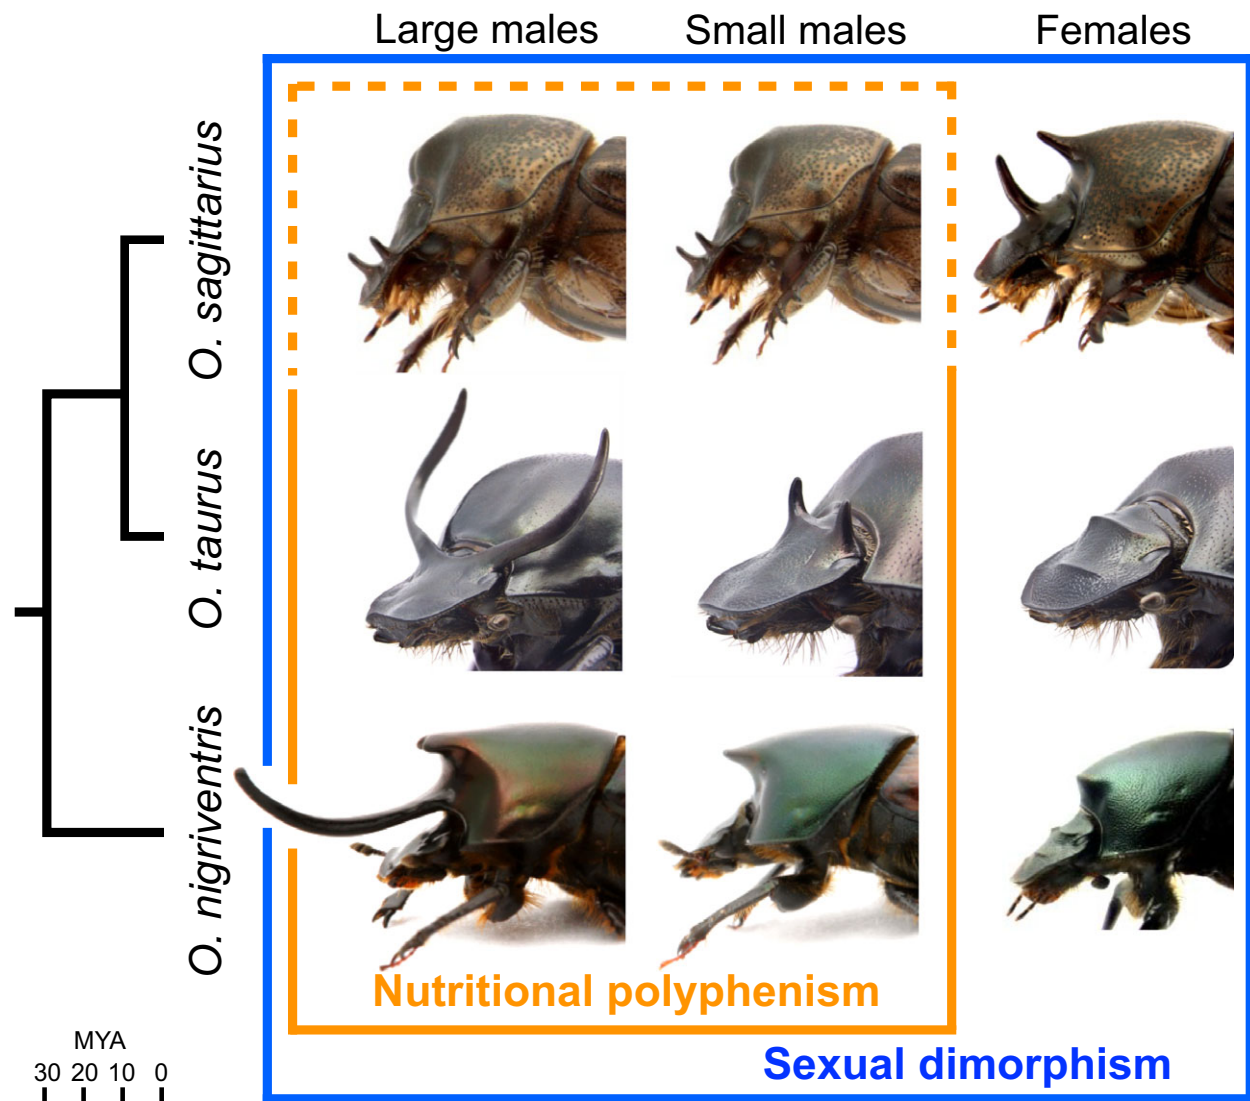 Large males
Small males
Females
O. sagittarius
O. taurus
O. nigriventris
Nutritional polyphenism
Sexual dimorphism
MYA
30 20 10 0